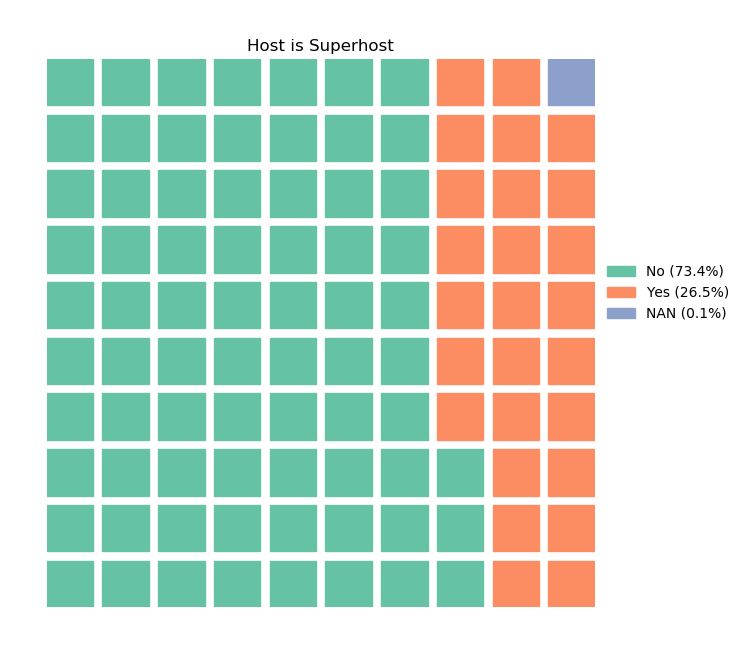 Host is Superhost
No (73.4%)
Yes (26.5%)
NAN (0.1%)